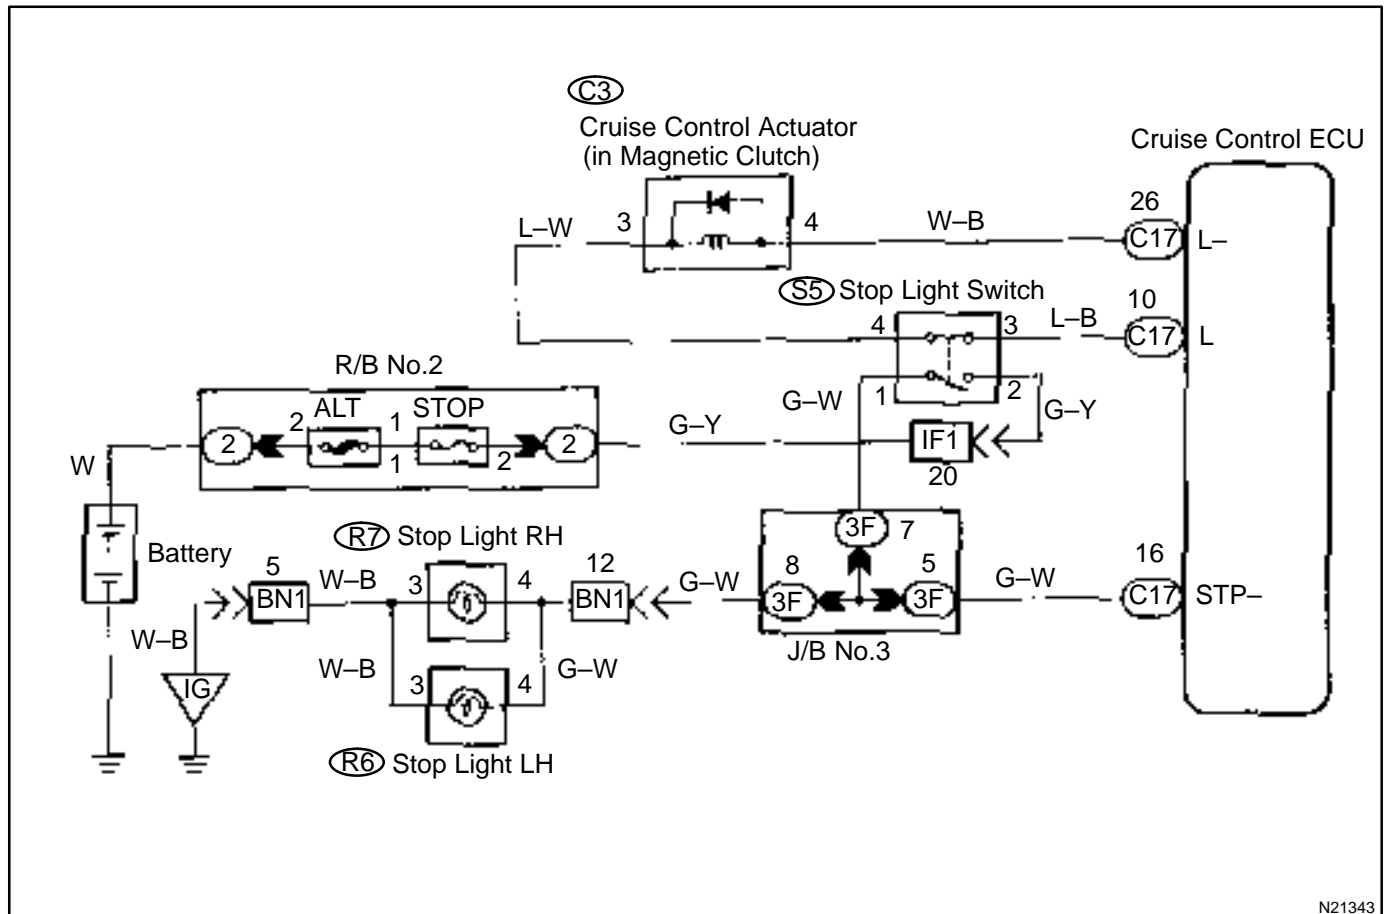 C3
Cruise Control Actuator
(in Magnetic Clutch)
Cruise Control ECU
L–W
3
4
W–B
26
C17
L–
S5 Stop Light Switch
4
3
L–B
10
C17
L
R/B No.2
1
2
G–W
G–Y
2
2
ALT
1
1
STOP
2
2
G–Y
IF1
20
W
Battery
R7 Stop Light RH
5
BN1
W–B
3
4
12
BN1
G–W
8
3F
3F
7
5
3F
G–W
16
C17
STP–
J/B No.3
W–B
IG
W–B
3
4
G–W
R6 Stop Light LH
N21343